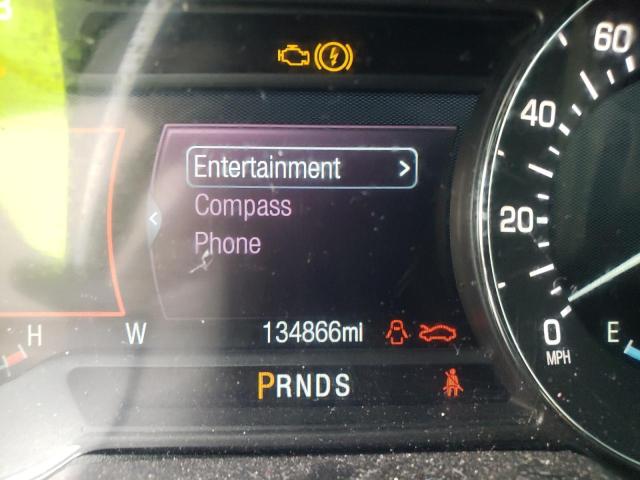 60
40
Entertainment >
Compass
20
Phone
H W 134866mi 0 E
MPH
PRNDS